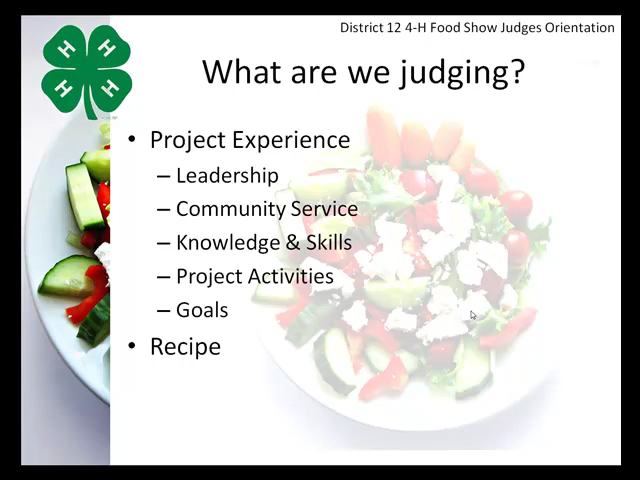 District 12 4-H Food Show Judges Orientation
H H
H H
What are we judging?
• Project Experience
– Leadership
– Community Service
– Knowledge & Skills
– Project Activities
– Goals
• Recipe